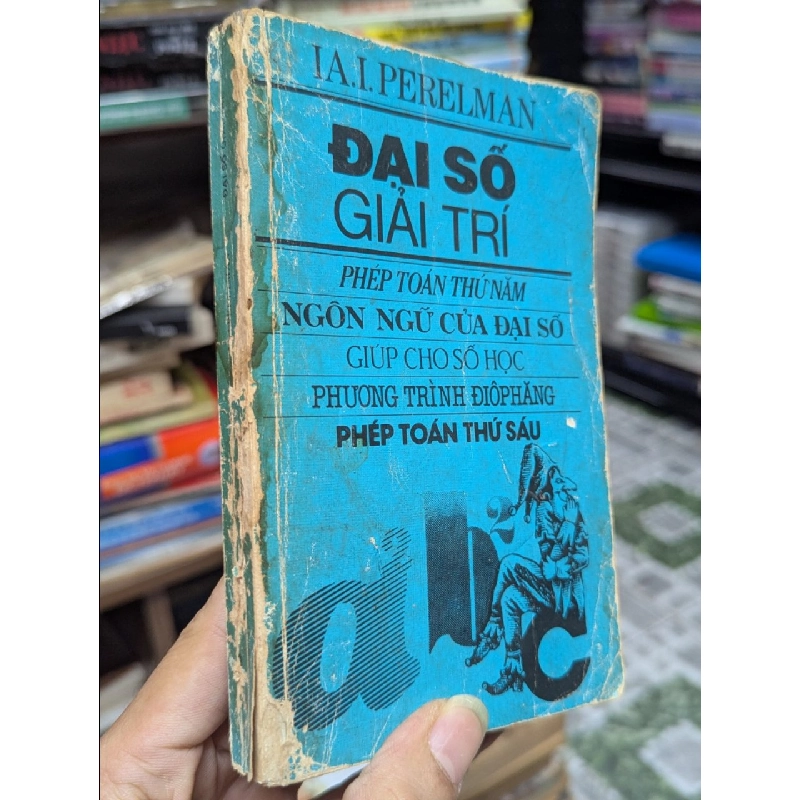 IA.I.PERELMAN
ĐẠI SỐ
GIẢI TRÍ
PHÉP TOÁN THỨ NĂM
NGÔN NGỮ CỦA ĐẠI SỐ
GIÚP CHO SỐ HỌC
PHƯƠNG TRÌNH ĐIÔPHĂNG
PHÉP TOÁN THỨ SÁU
a b c